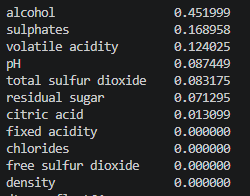 alcohol 0.451999
sulphates 0.168958
volatile acidity 0.124025
pH 0.087449
total sulfur dioxide 0.083175
residual sugar 0.071295
citric acid 0.013099
fixed acidity 0.000000
chlorides 0.000000
free sulfur dioxide 0.000000
density 0.000000